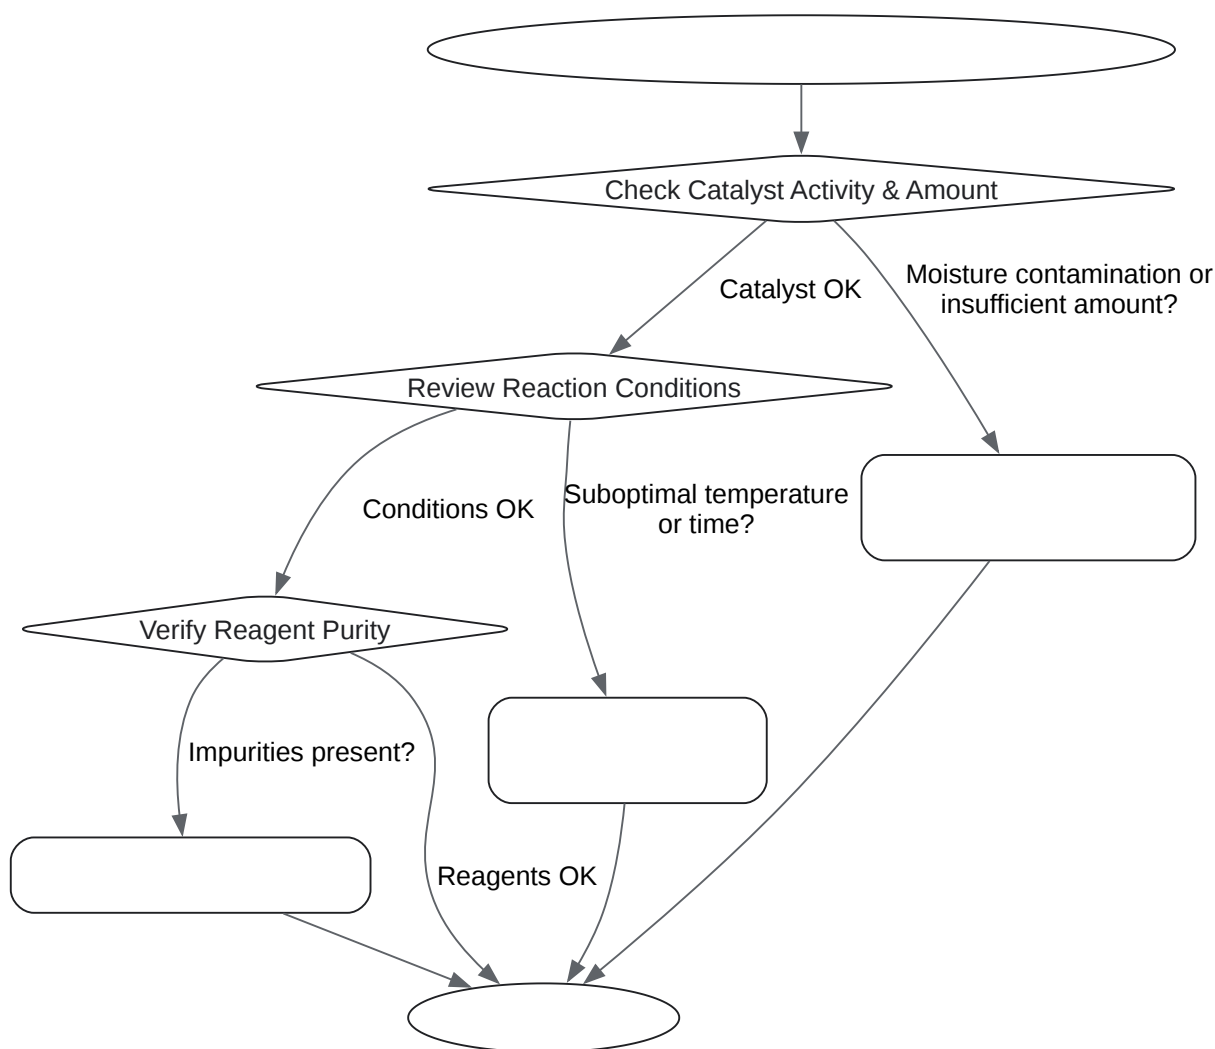 Check Catalyst Activity & Amount
Catalyst OK
Moisture contamination or
insufficient amount?
Review Reaction Conditions
Conditions OK
Suboptimal temperature
or time?
Verify Reagent Purity
Impurities present?
Reagents OK